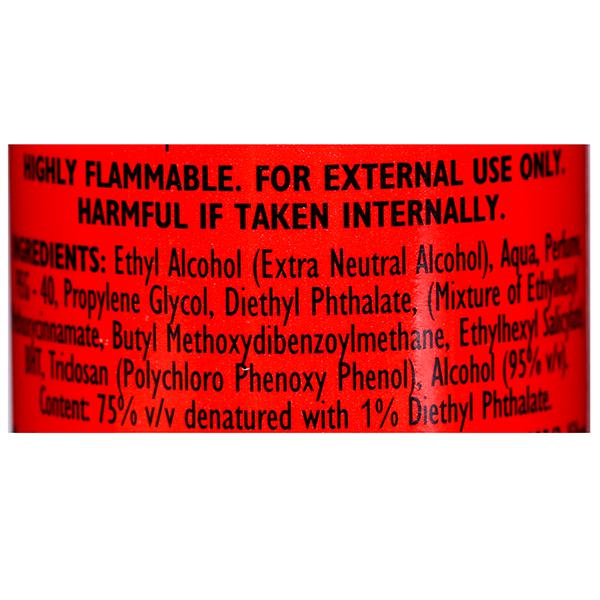 HIGHLY FLAMMABLE. FOR EXTERNAL USE ONLY.
HARMFUL IF TAKEN INTERNALLY.
INGREDIENTS: Ethyl Alcohol (Extra Neutral Alcohol), Aqua, Perfume,
PEG - 40, Propylene Glycol, Diethyl Phthalate, (Mixture of Ethylhexyl
Methoxycinnamate, Butyl Methoxydibenzoylmethane, Ethylhexyl Salicylate,
BHT, Tridosan (Polychloro Phenoxy Phenol), Alcohol (95% v/v).
Content: 75% v/v denatured with 1% Diethyl Phthalate.